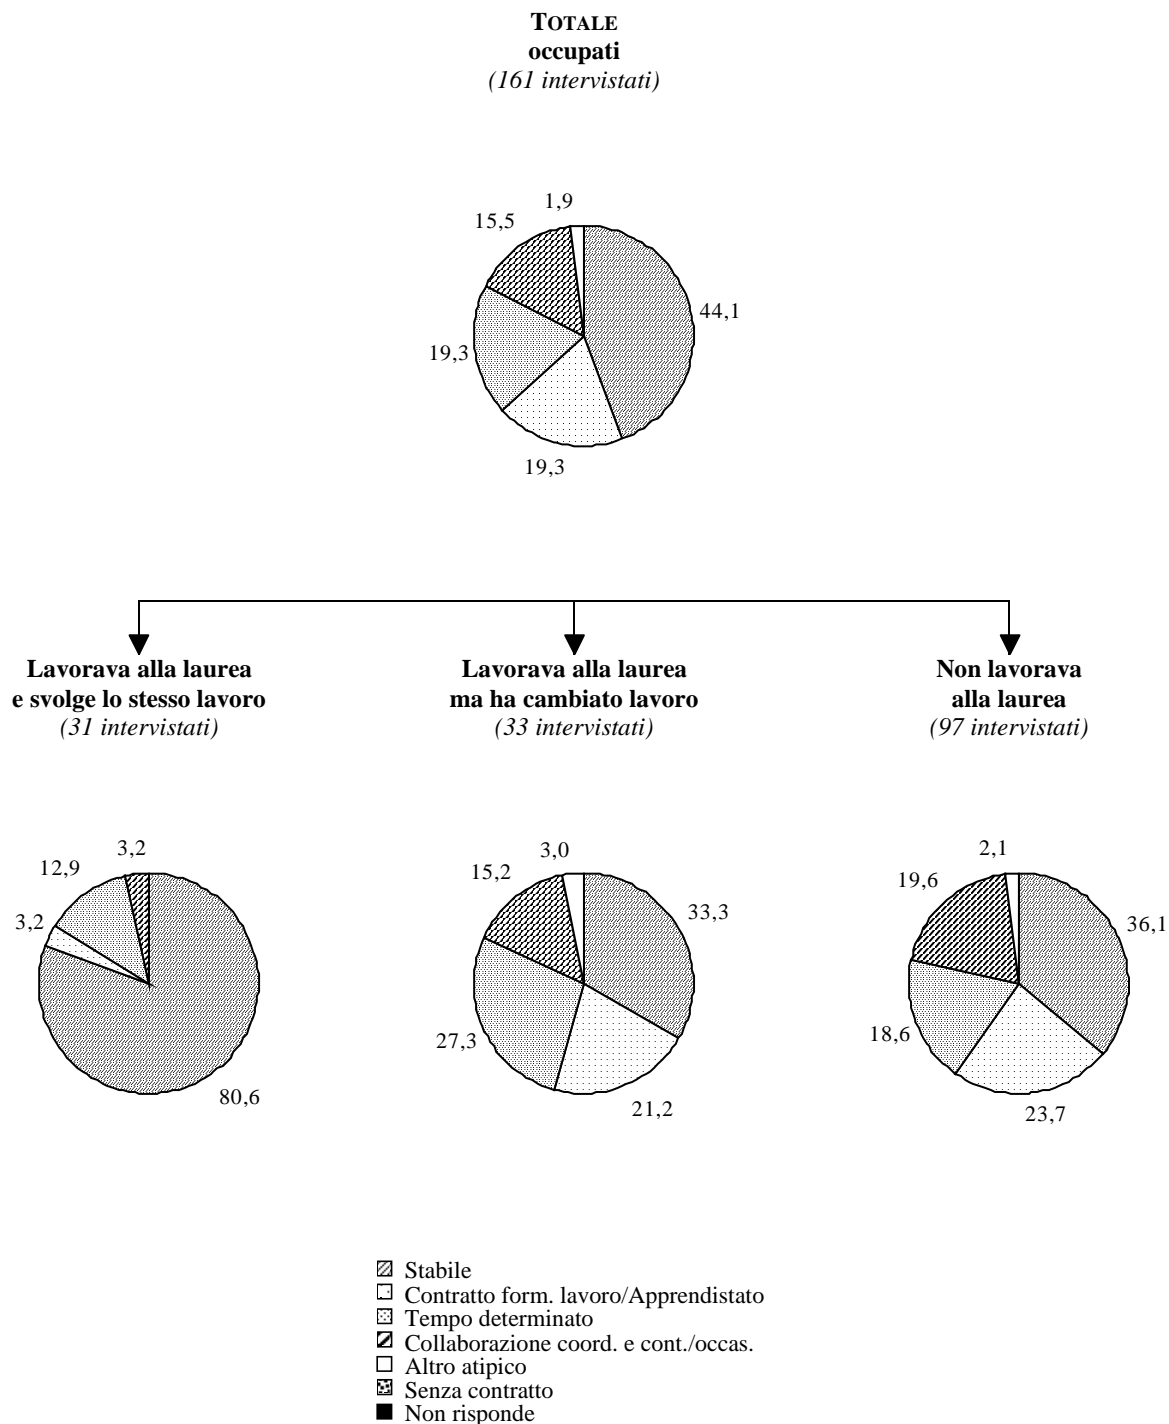 TOTALE
occupati
(161 intervistati)
1,9
15,5
44,1
19,3
19,3
Lavorava alla laurea
e svolge lo stesso lavoro
(31 intervistati)
Lavorava alla laurea
ma ha cambiato lavoro
(33 intervistati)
Non lavorava
alla laurea
(97 intervistati)
3,2
12,9
3,2
80,6
3,0
15,2
33,3
27,3
21,2
2,1
19,6
36,1
18,6
23,7
Stabile
Contratto form. lavoro/Apprendistato
Tempo determinato
Collaborazione coord. e cont./occas.
Altro atipico
Senza contratto
Non risponde